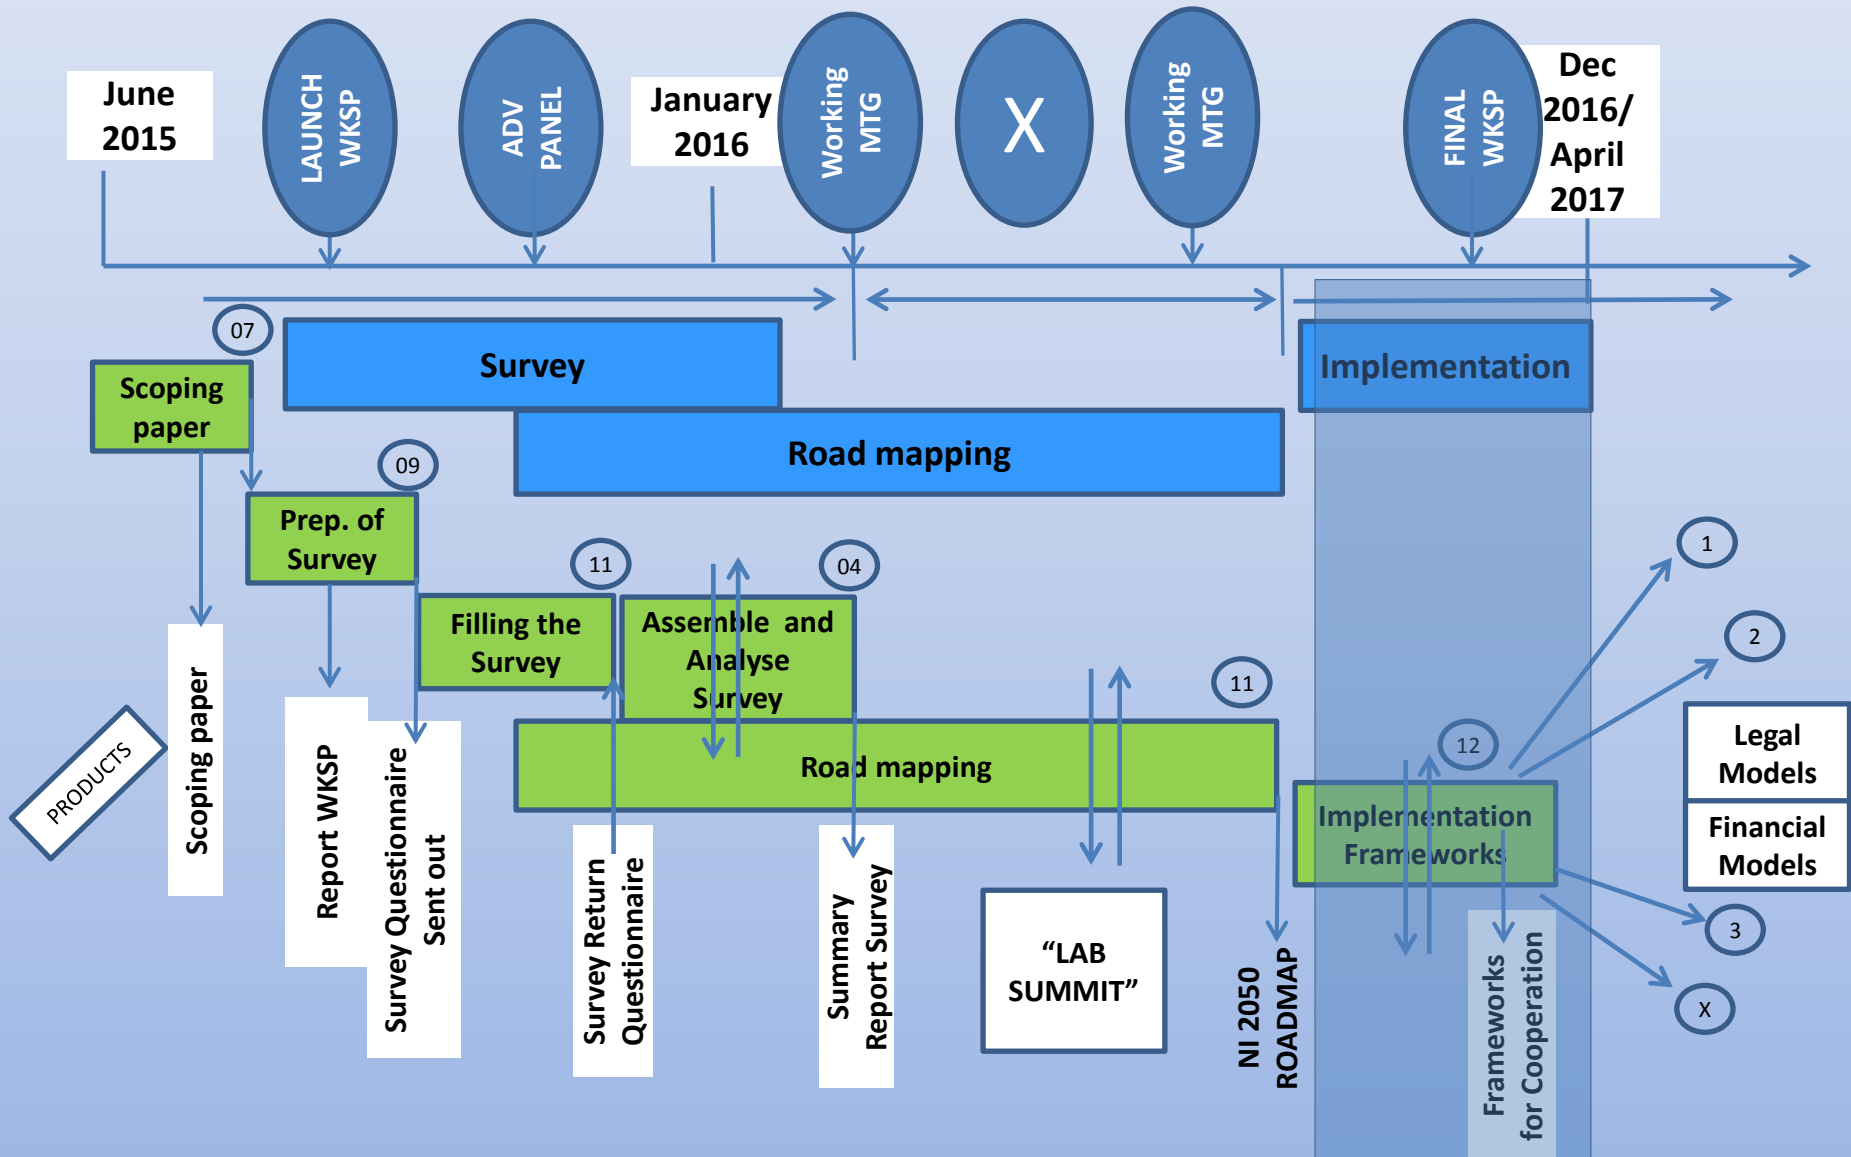 June
2015
LAUNCH
WKSP
ADV
PANEL
January
2016
Working
MTG
X
Working
MTG
FINAL
WKSP
Dec
2016/
April
2017
07
Survey
Implementation
Scoping
paper
Road mapping
09
Prep. of
Survey
11
04
1
Filling the
Survey
Assemble and
Analyse
Survey
2
11
Road mapping
12
Legal
Models
Financial
Models
Implementation
Frameworks
3
X
PRODUCTS
Scoping paper
Report WKSP
Survey Questionnaire
Sent out
Survey Return
Questionnaire
Summary
Report Survey
“LAB
SUMMIT”
NI 2050
ROADMAP
Frameworks
for Cooperation